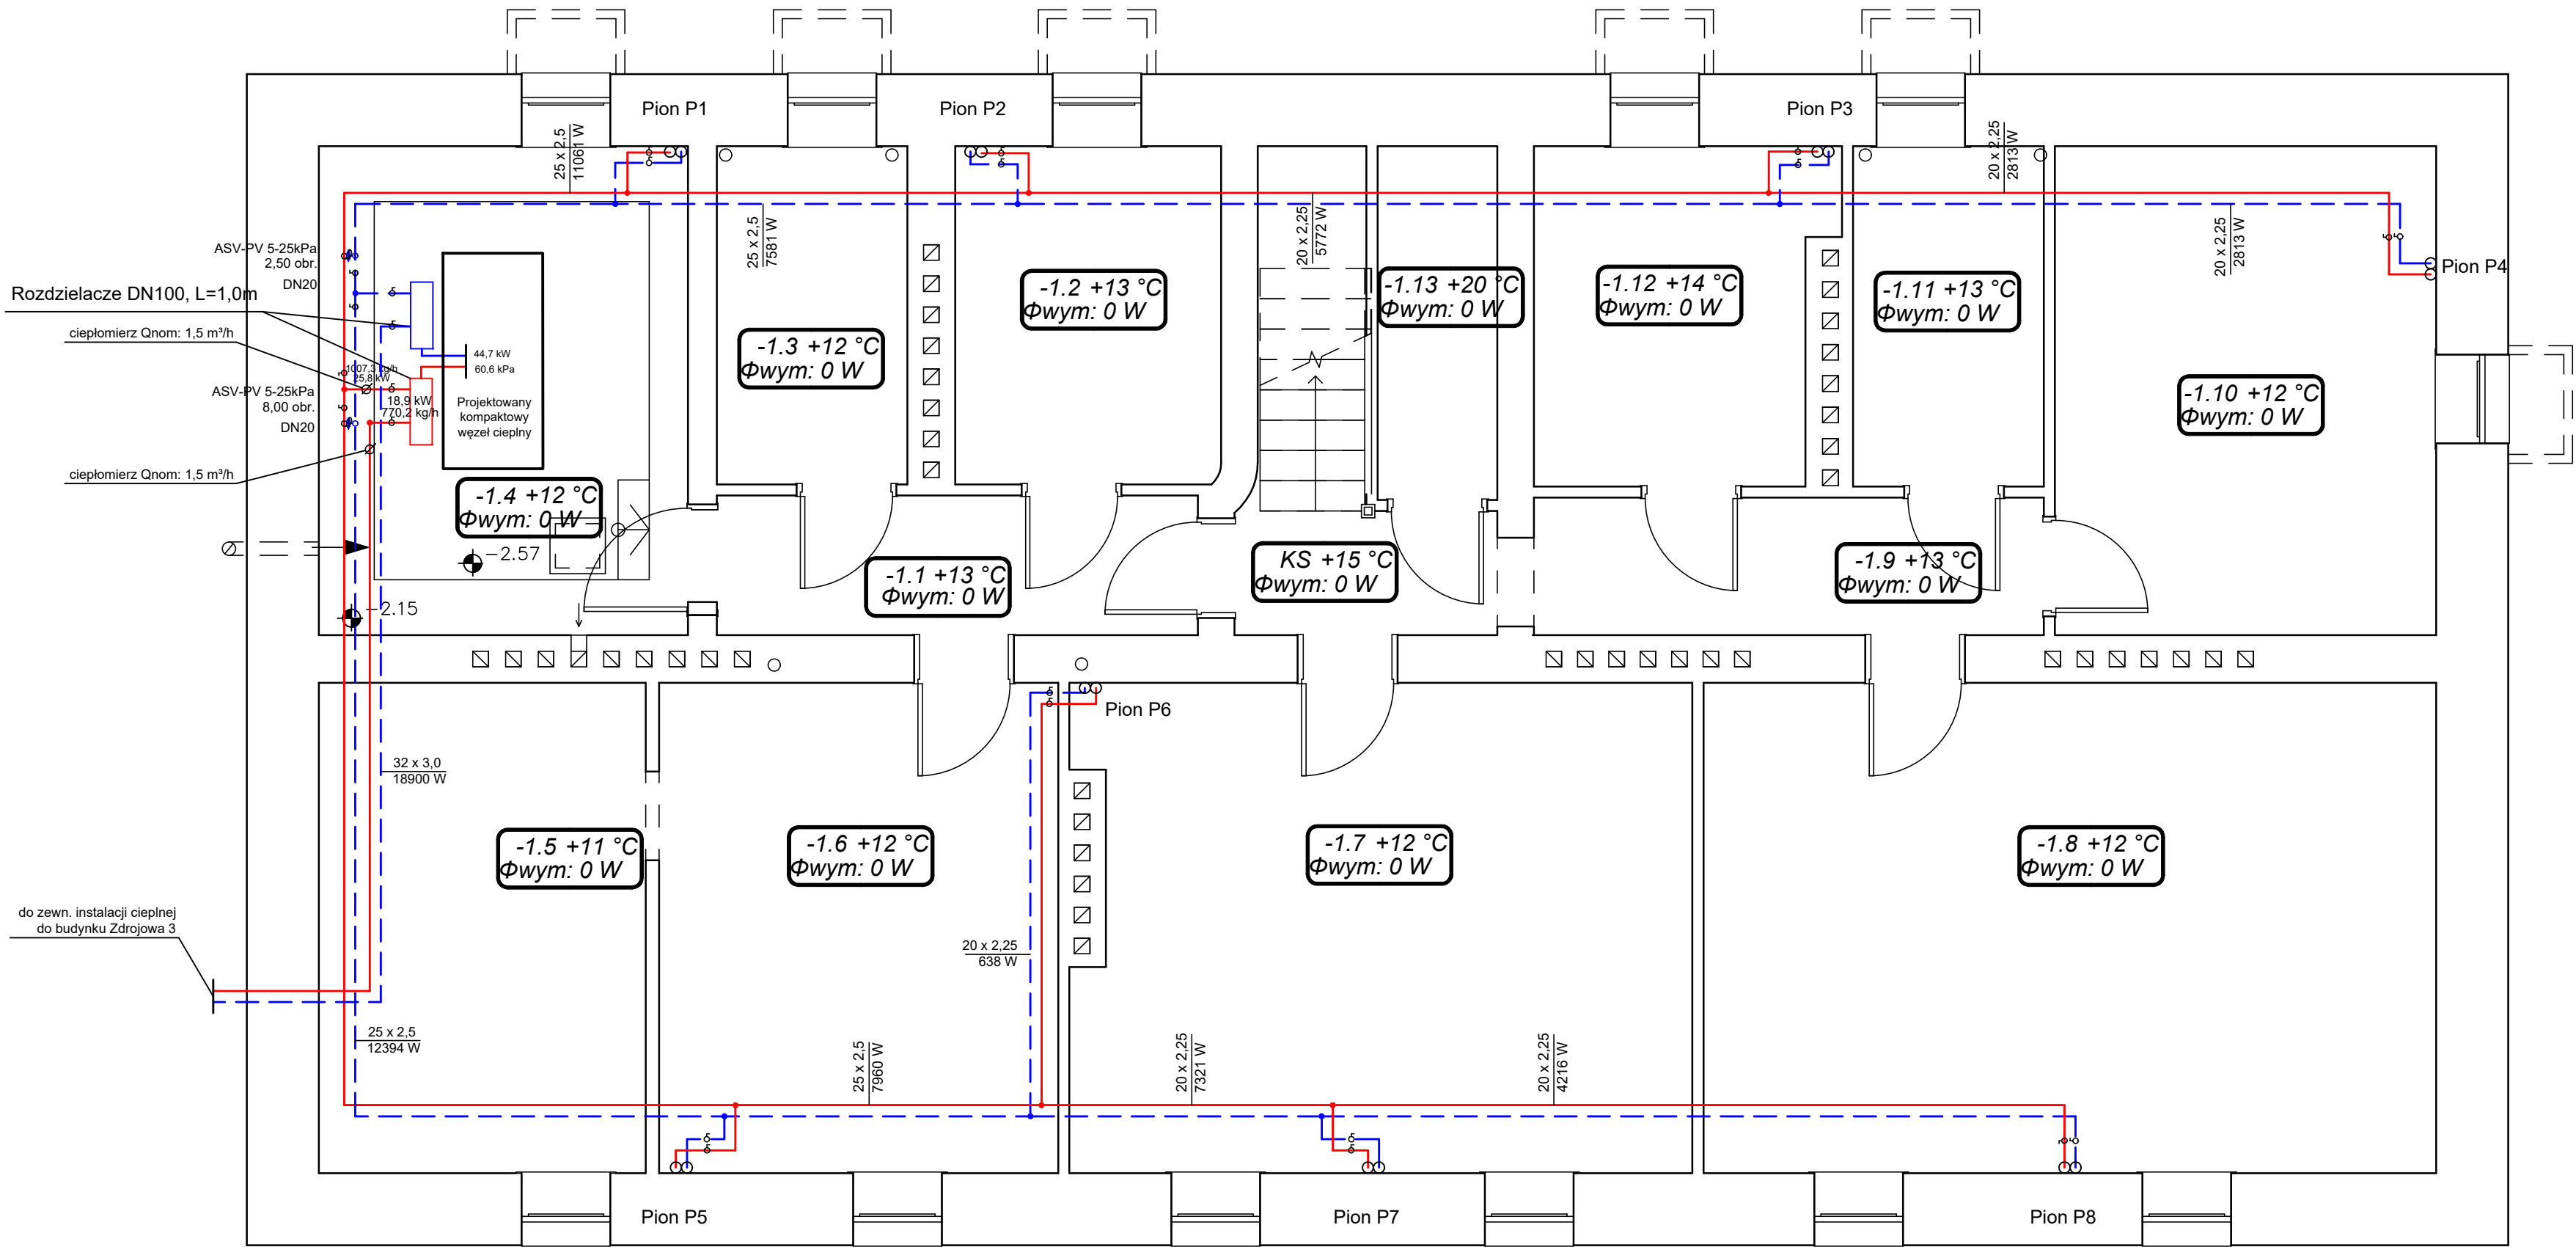 Pion P1
Pion P2
Pion P3
25 x 2,5
11061 W
20 x 2,25
2813 W
25 x 2,5
7581 W
20 x 2,25
5772 W
20 x 2,25
2813 W
Pion P4
ASV-PV 5-25kPa
2,50 obr.
DN20
Rozdzielacze DN100, L=1,0m
ciepłomierz Qnom: 1,5 m³/h
ASV-PV 5-25kPa
8,00 obr.
DN20
ciepłomierz Qnom: 1,5 m³/h
1007,3 kg/h
25,8 kW
18,9 kW
770,2 kg/h
44,7 kW
60,6 kPa
Projektowany
kompaktowy
węzeł cieplny
-1.3 +12 °C
Φwym: 0 W
-1.2 +13 °C
Φwym: 0 W
-1.13 +20 °C
Φwym: 0 W
-1.12 +14 °C
Φwym: 0 W
-1.11 +13 °C
Φwym: 0 W
-1.10 +12 °C
Φwym: 0 W
-1.4 +12 °C
Φwym: 0 W
-2.57
-2.15
-1.1 +13 °C
Φwym: 0 W
KS +15 °C
Φwym: 0 W
-1.9 +13 °C
Φwym: 0 W
Pion P6
32 x 3,0
18900 W
-1.5 +11 °C
Φwym: 0 W
-1.6 +12 °C
Φwym: 0 W
-1.7 +12 °C
Φwym: 0 W
-1.8 +12 °C
Φwym: 0 W
do zewn. instalacji cieplnej
do budynku Zdrojowa 3
20 x 2,25
638 W
25 x 2,5
12394 W
25 x 2,5
7960 W
20 x 2,25
7321 W
20 x 2,25
4216 W
Pion P5
Pion P7
Pion P8